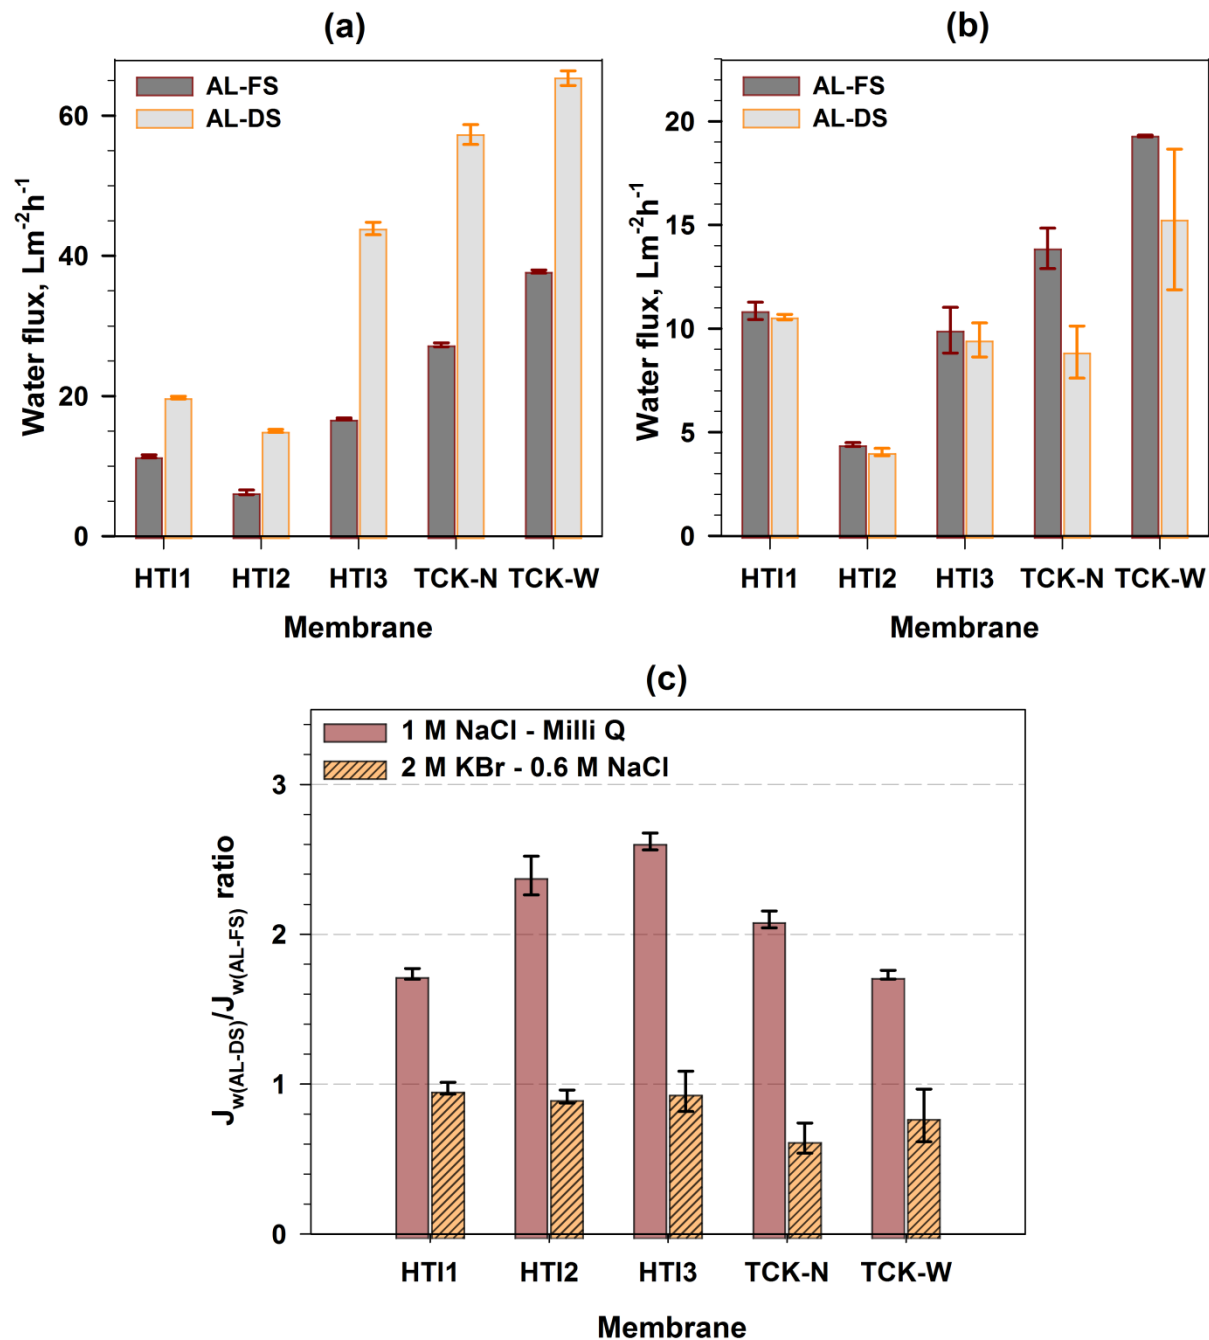 (a)
AL-FS
AL-DS
Water flux, Lm⁻²h⁻¹
60
40
20
0
HTI1 HTI2 HTI3 TCK-N TCK-W
Membrane
(b)
AL-FS
AL-DS
Water flux, Lm⁻²h⁻¹
20
15
10
5
0
HTI1 HTI2 HTI3 TCK-N TCK-W
Membrane
(c)
1 M NaCl - Milli Q
2 M KBr - 0.6 M NaCl
J_w(AL-DS)/J_w(AL-FS) ratio
3
2
1
0
HTI1 HTI2 HTI3 TCK-N TCK-W
Membrane